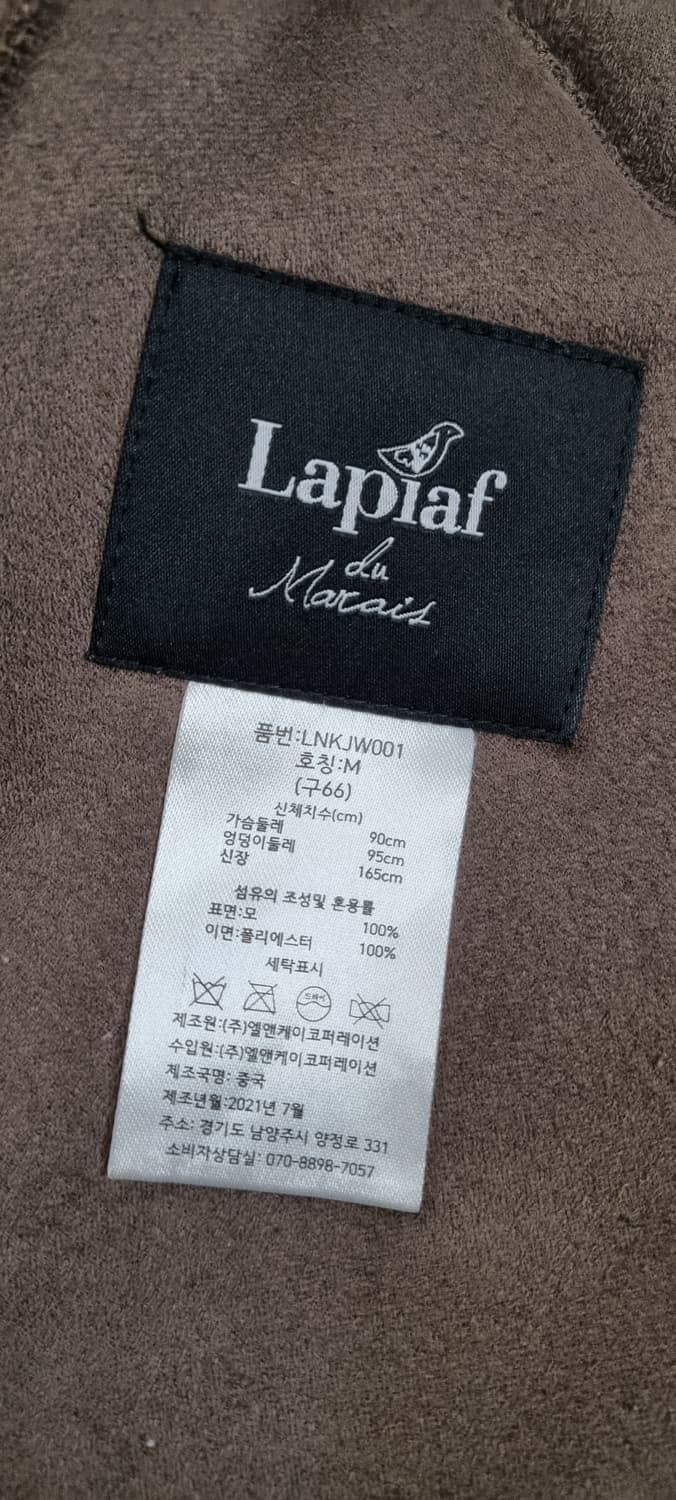 Lapiaf
du
Marais
품번:LNKJW001
호칭:M
(구66)
신체치수(cm)
가슴둘레 90cm
엉덩이둘레 95cm
신장 165cm
섬유의 조성및 혼용률
표면:모 100%
이면:폴리에스터 100%
세탁표시
드라이
제조원:(주)엘앤케이코퍼레이션
수입원:(주)엘앤케이코퍼레이션
제조국명: 중국
제조년월:2021년 7월
주소: 경기도 남양주시 양정로 331
소비자상담실: 070-8898-7057